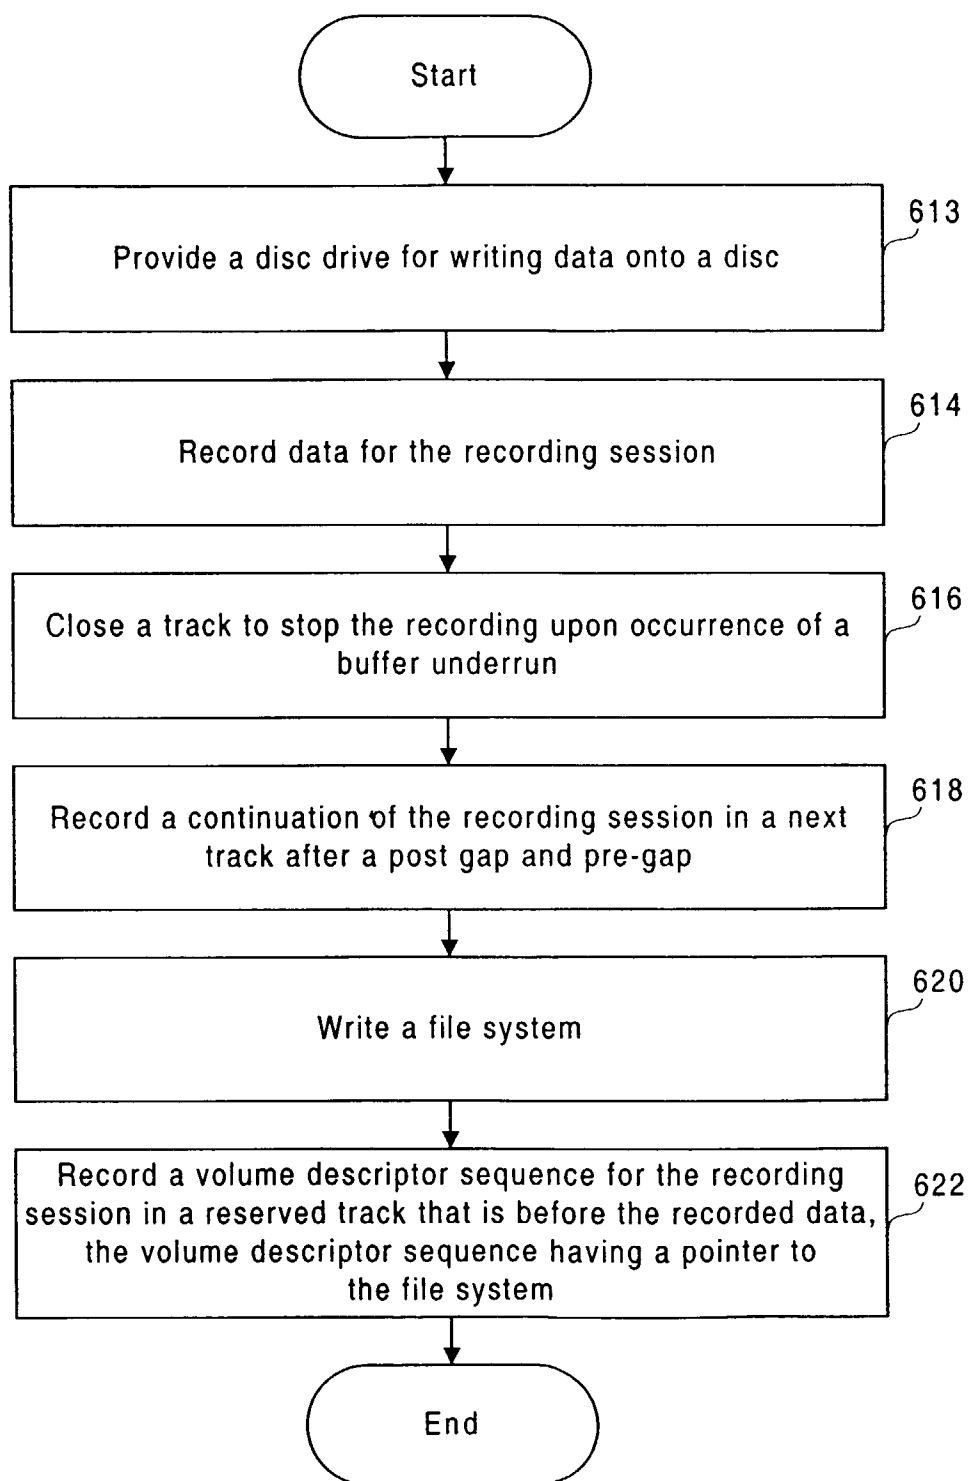 Start
613
Provide a disc drive for writing data onto a disc
614
Record data for the recording session
616
Close a track to stop the recording upon occurrence of a
buffer underrun
618
Record a continuation of the recording session in a next
track after a post gap and pre-gap
620
Write a file system
622
Record a volume descriptor sequence for the recording
session in a reserved track that is before the recorded data,
the volume descriptor sequence having a pointer to
the file system
End